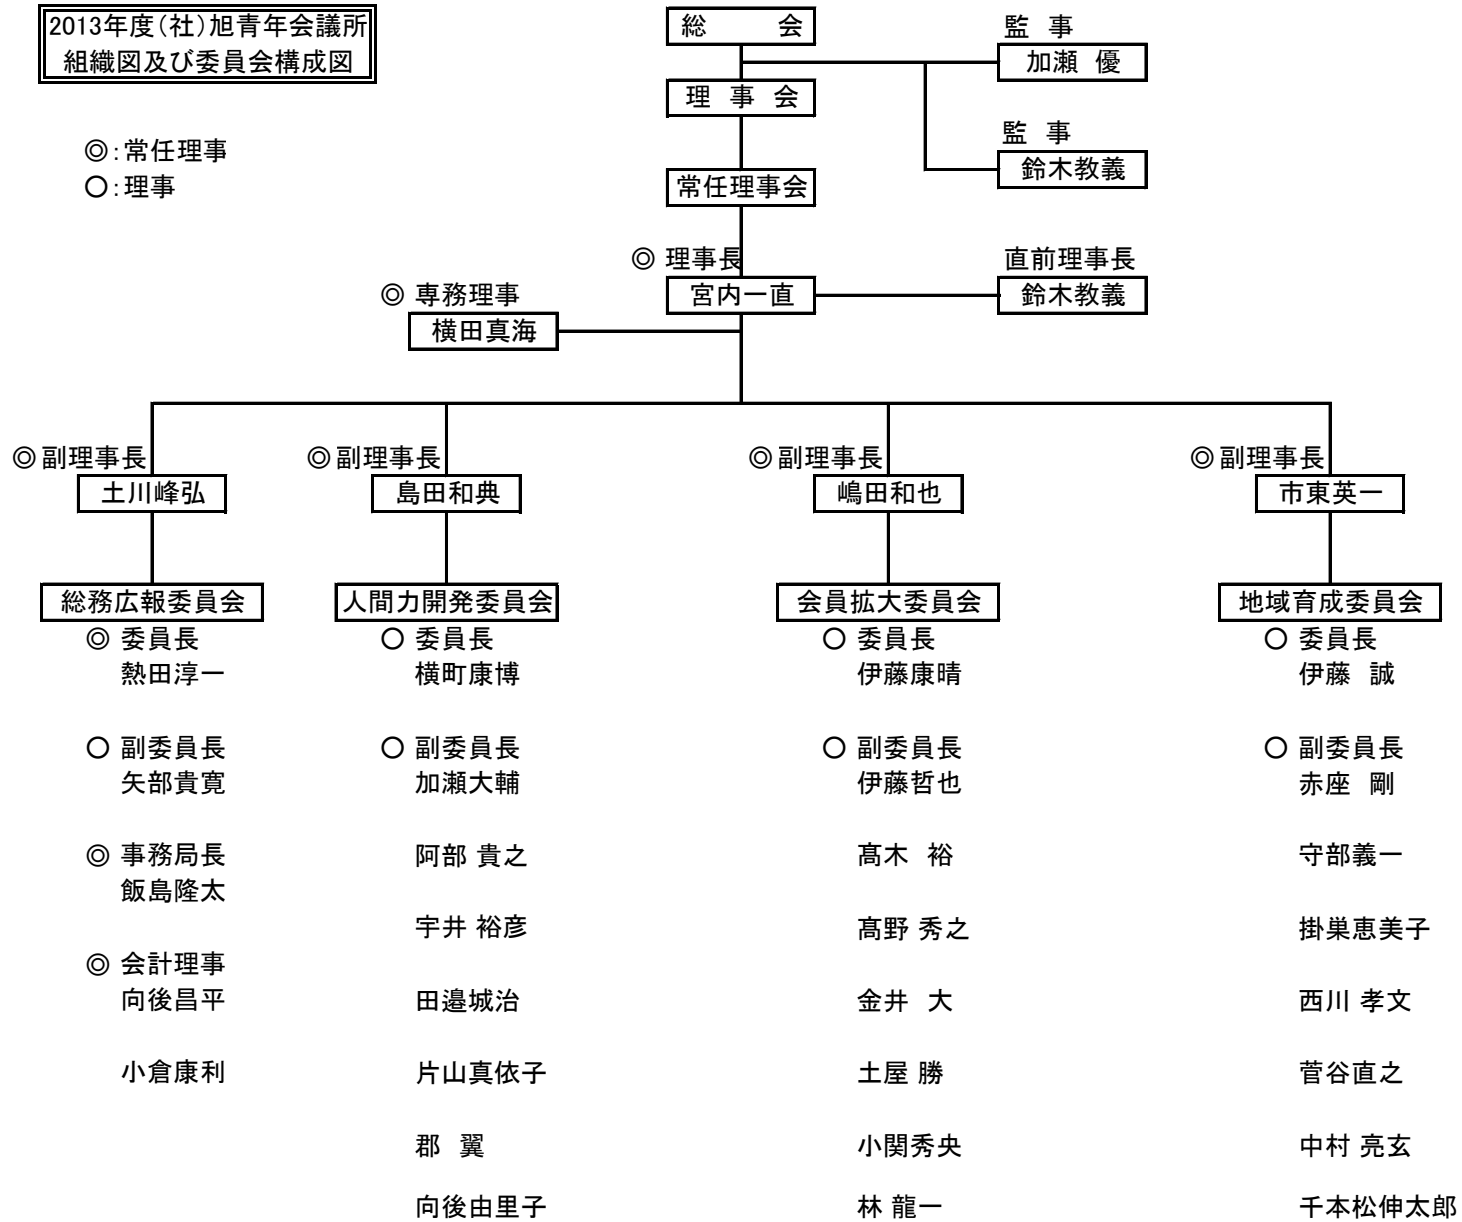 2013年度（社）旭青年会議所
組織図及び委員会構成図
◎：常任理事
○：理事
総　会
監　事
加瀬　優
理　事　会
監　事
鈴木教義
常任理事会
◎ 理事長
宮内一直
直前理事長
鈴木教義
◎ 専務理事
横田真海
◎ 副理事長
土川峰弘
総務広報委員会
◎ 委員長
熱田淳一
○ 副委員長
矢部貴寛
◎ 事務局長
飯島隆太
◎ 会計理事
向後昌平
小倉康利
◎ 副理事長
島田和典
人間力開発委員会
○ 委員長
横町康博
○ 副委員長
加瀬大輔
阿部 貴之
宇井 裕彦
田邉城治
片山真依子
郡　翼
向後由里子
◎ 副理事長
嶋田和也
会員拡大委員会
○ 委員長
伊藤康晴
○ 副委員長
伊藤哲也
髙木　裕
髙野 秀之
金井　大
土屋 勝
小関秀央
林 龍一
◎ 副理事長
市東英一
地域育成委員会
○ 委員長
伊藤　誠
○ 副委員長
赤座　剛
守部義一
掛巣恵美子
西川 孝文
菅谷直之
中村 亮玄
千本松伸太郎